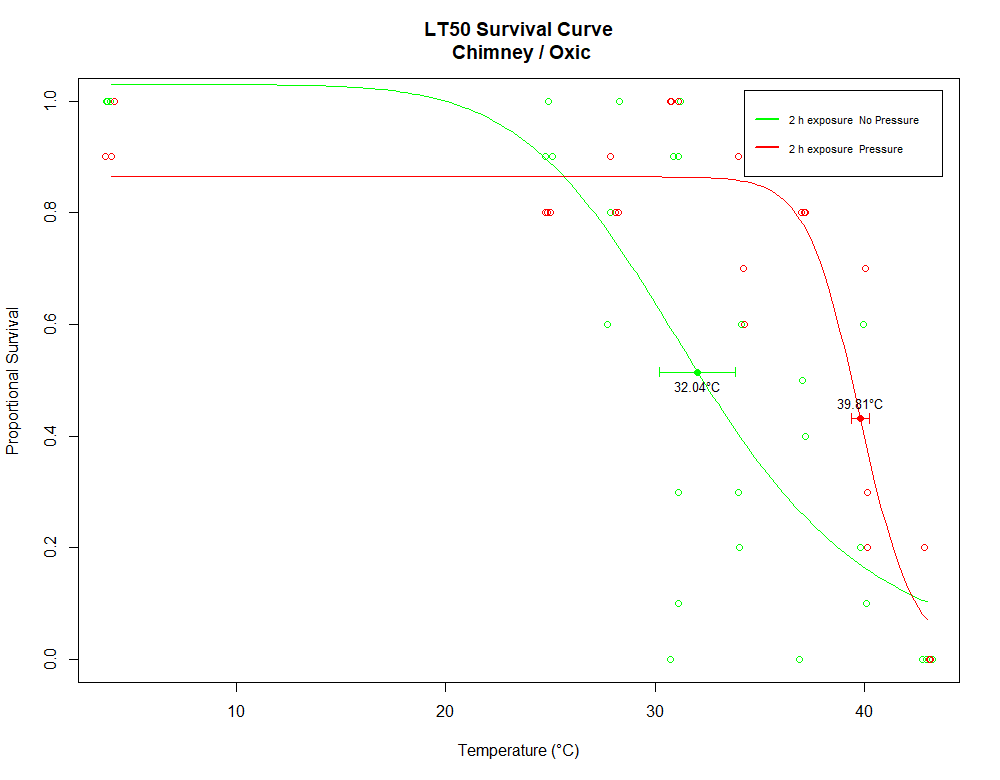 LT50 Survival Curve
Chimney / Oxic
1.0
0.8
0.6
0.4
0.2
0.0
Proportional Survival
2 h exposure  No Pressure
2 h exposure  Pressure
32.04°C
39.81°C
10
20
30
40
Temperature (°C)